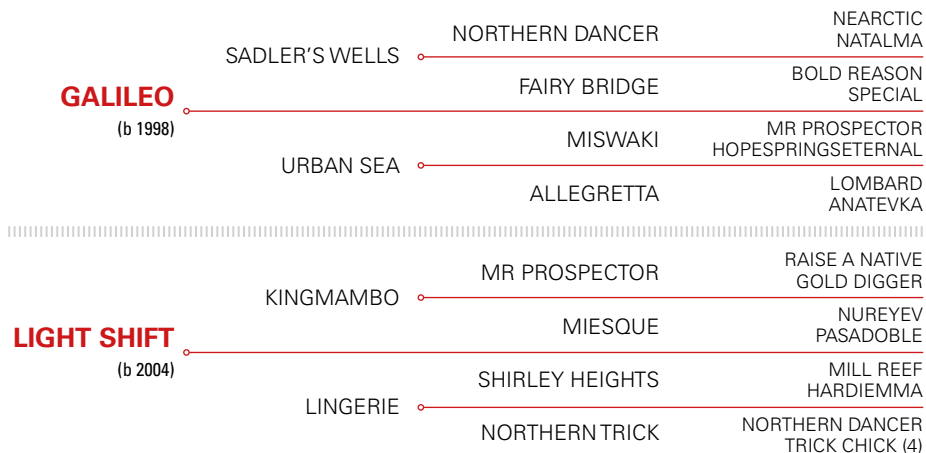 NORTHERN DANCER
NEARCTIC
NATALMA
SADLER'S WELLS
FAIRY BRIDGE
BOLD REASON
SPECIAL
GALILEO
(b 1998)
MISWAKI
MR PROSPECTOR
HOPESPRINGSETERNAL
URBAN SEA
ALLEGRETTA
LOMBARD
ANATEVKA
MR PROSPECTOR
RAISE A NATIVE
GOLD DIGGER
KINGMAMBO
MIESQUE
NUREYEV
PASADOBLE
LIGHT SHIFT
(b 2004)
SHIRLEY HEIGHTS
MILL REEF
HARDIEMMA
LINGERIE
NORTHERN TRICK
NORTHERN DANCER
TRICK CHICK (4)